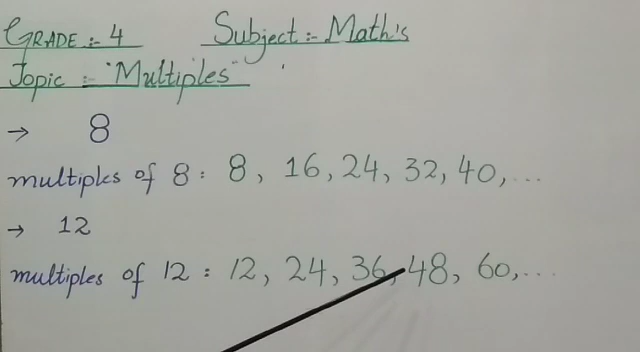 GRADE :- 4 Subject :- Math's
Topic :- "Multiples"
→ 8
multiples of 8 : 8, 16, 24, 32, 40, ...
→ 12
multiples of 12 : 12, 24, 36, 48, 60, ...